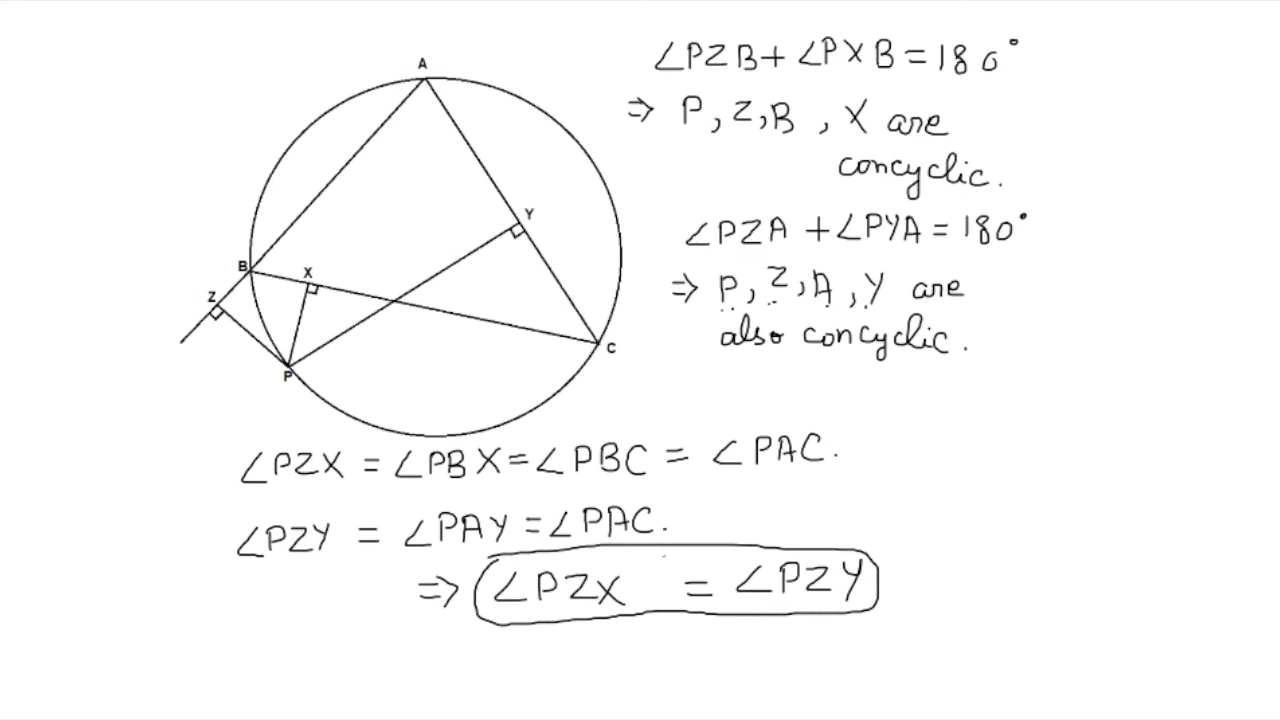 ∠PZB + ∠PXB = 180°
⇒ P, Z, B, X are
concyclic.
∠PZA + ∠PYA = 180°
⇒ P, Z, A, Y are
also concyclic.
A
Y
B
X
Z
C
P
∠PZX = ∠PBX = ∠PBC = ∠PAC.
∠PZY = ∠PAY = ∠PAC.
⇒ ∠PZX = ∠PZY